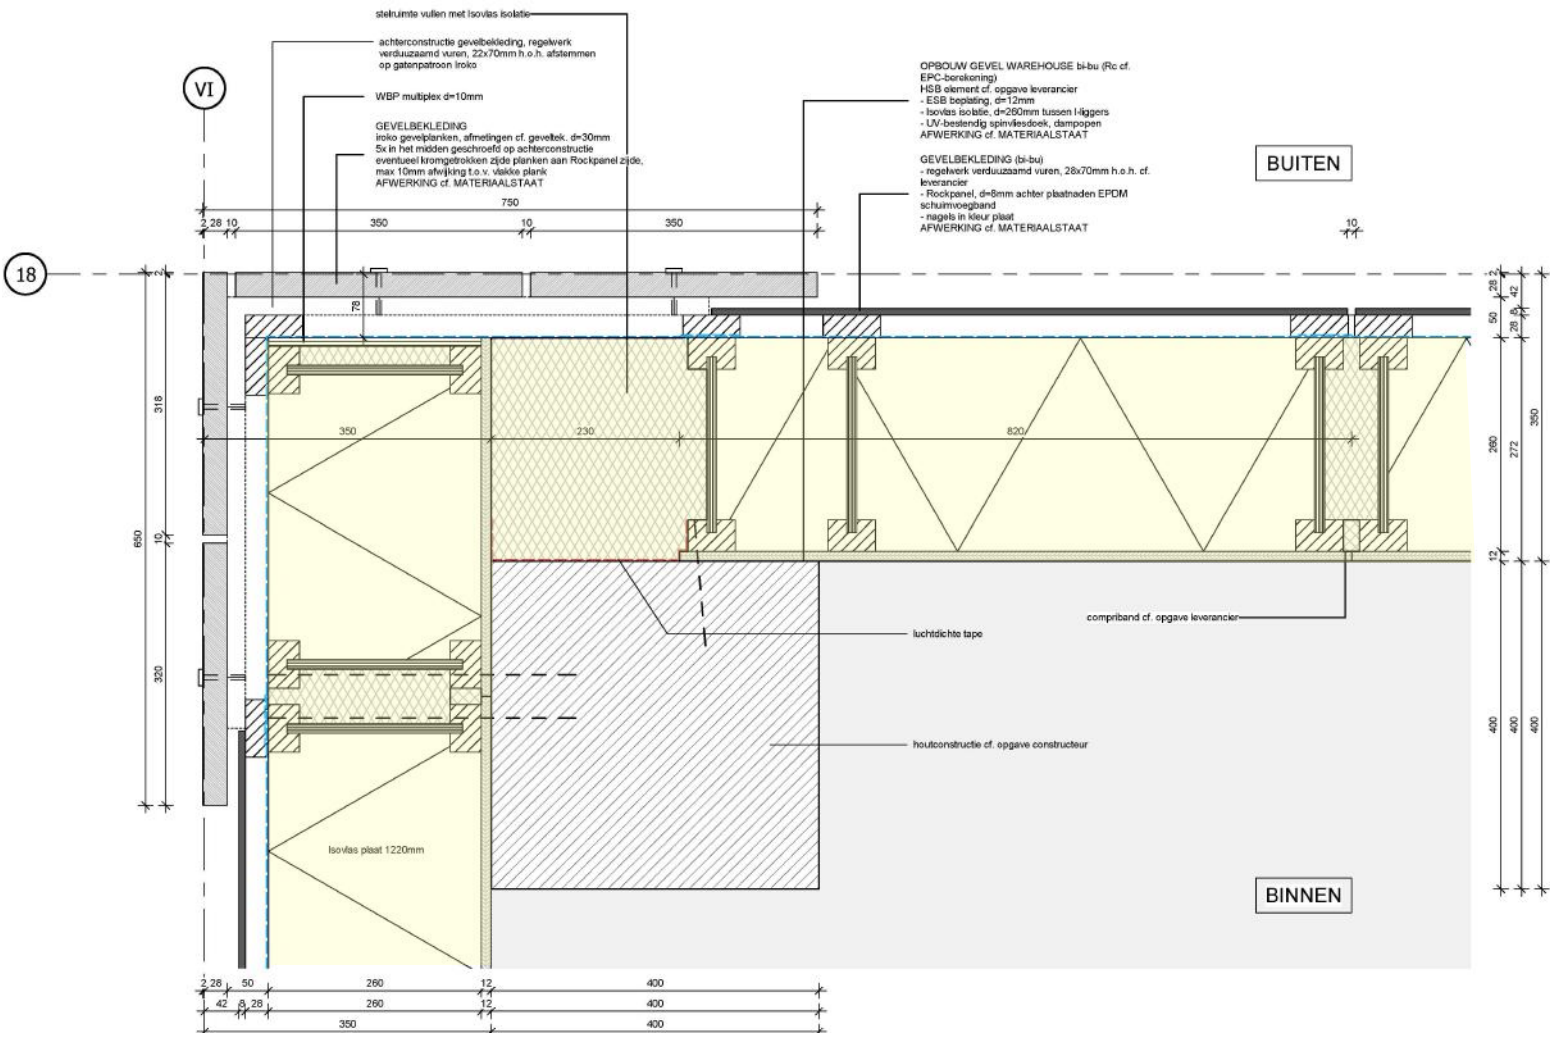 stelruimte vullen met Isovlas isolatie
achterconstructie gevelbekleding, regelwerk
verduuzaamd vuren, 22x70mm h.o.h. afstemmen
op gatenpatroon Iroko
WBP multiplex d=10mm
GEVELBEKLEDING
iroko gevelplanken, afmetingen cf. geveltek. d=30mm
5x in het midden geschroefd op achterconstructie
eventueel kromgetrokken zijde planken aan Rockpanel zijde,
max 10mm afwijking t.o.v. vlakke plank
AFWERKING cf. MATERIAALSTAAT
OPBOUW GEVEL WAREHOUSE bi-bu (Rc cf.
EPC-berekening)
HSB element cf. opgave leverancier
- ESB beplating, d=12mm
- Isovlas isolatie, d=260mm tussen I-liggers
- UV-bestendig spinvliesdoek, dampopen
AFWERKING cf. MATERIAALSTAAT
GEVELBEKLEDING (bi-bu)
- regelwerk verduuzaamd vuren, 28x70mm h.o.h. cf.
leverancier
- Rockpanel, d=8mm achter plaatnaden EPDM
schuimvoegband
- nagels in kleur plaat
AFWERKING cf. MATERIAALSTAAT
BUITEN
VI
18
750
2 28 10 350 10 350
10
78
318
10
320
650
350 230 820
2 28 50 260 12 400
42 8 28 272 400
350 400
luchtdichte tape
compriband cf. opgave leverancier
houtconstructie cf. opgave constructeur
Isovlas plaat 1220mm
BINNEN
2 28 50 260 12 400
42 8 28 260 12 400
350 400